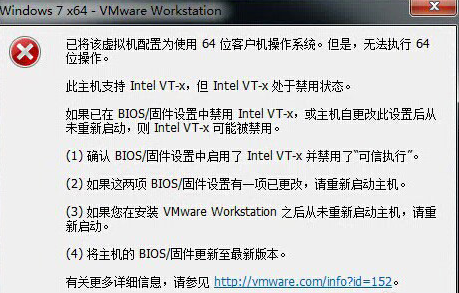 Windows 7 x64 - VMware Workstation
已将该虚拟机配置为使用 64 位客户机操作系统。但是，无法执行 64
位操作。
此主机支持 Intel VT-x，但 Intel VT-x 处于禁用状态。
如果已在 BIOS/固件设置中禁用 Intel VT-x，或主机自更改此设置后从
未重新启动，则 Intel VT-x 可能被禁用。
(1) 确认 BIOS/固件设置中启用了 Intel VT-x 并禁用了“可信执行”。
(2) 如果这两项 BIOS/固件设置有一项已更改，请重新启动主机。
(3) 如果您在安装 VMware Workstation 之后从未重新启动主机，请重
新启动。
(4) 将主机的 BIOS/固件更新至最新版本。
有关更多详细信息，请参见 http://vmware.com/info?id=152。